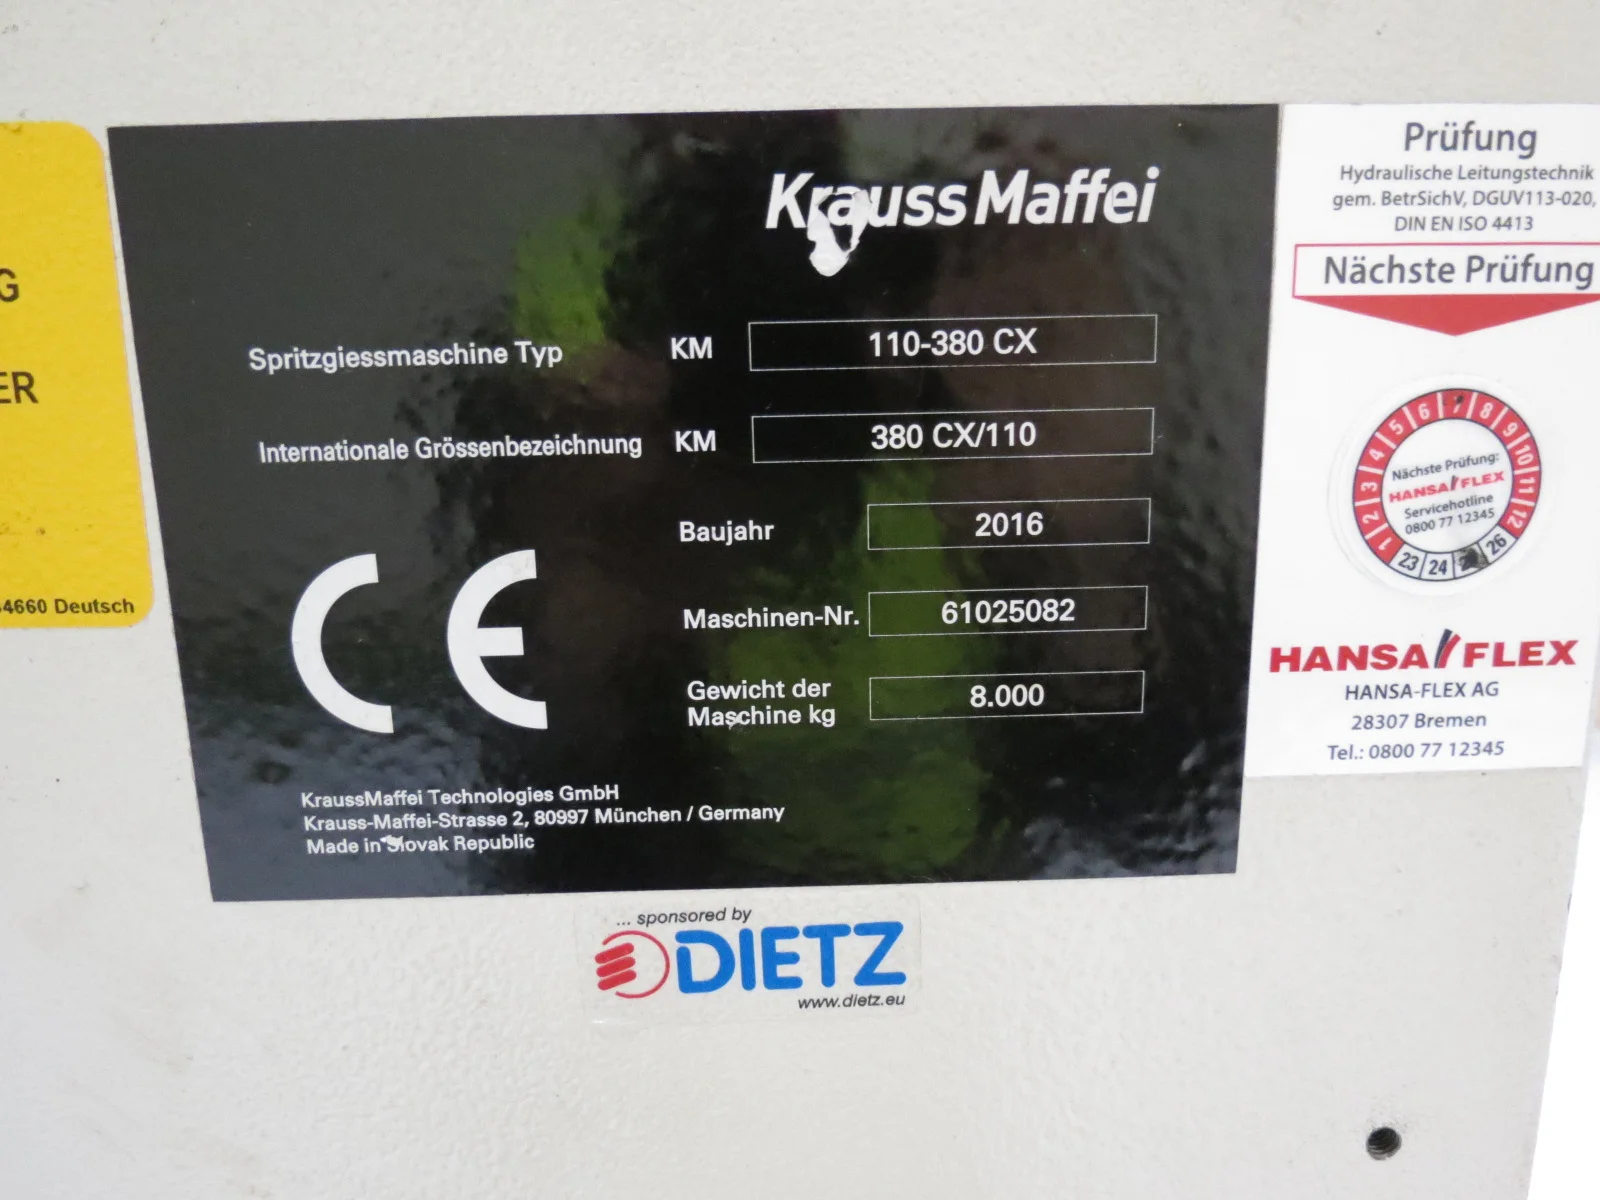 G
ER
4660 Deutsch
KraussMaffei
Spritzgiessmaschine Typ KM 110-380 CX
Internationale Grössenbezeichnung KM 380 CX/110
Baujahr 2016
Maschinen-Nr. 61025082
Gewicht der
Maschine kg 8.000
CE
KraussMaffei Technologies GmbH
Krauss-Maffei-Strasse 2, 80997 München / Germany
Made in Slovak Republic
... sponsored by
DIETZ
www.dietz.eu
Prüfung
Hydraulische Leitungstechnik
gem. BetrSichV, DGUV113-020,
DIN EN ISO 4413
Nächste Prüfung
1 2 3 4 5 6 7 8 9 10 11 12
Nächste Prüfung:
HANSA FLEX
Servicehotline
0800 77 12345
23 24 26
HANSA FLEX
HANSA-FLEX AG
28307 Bremen
Tel.: 0800 77 12345